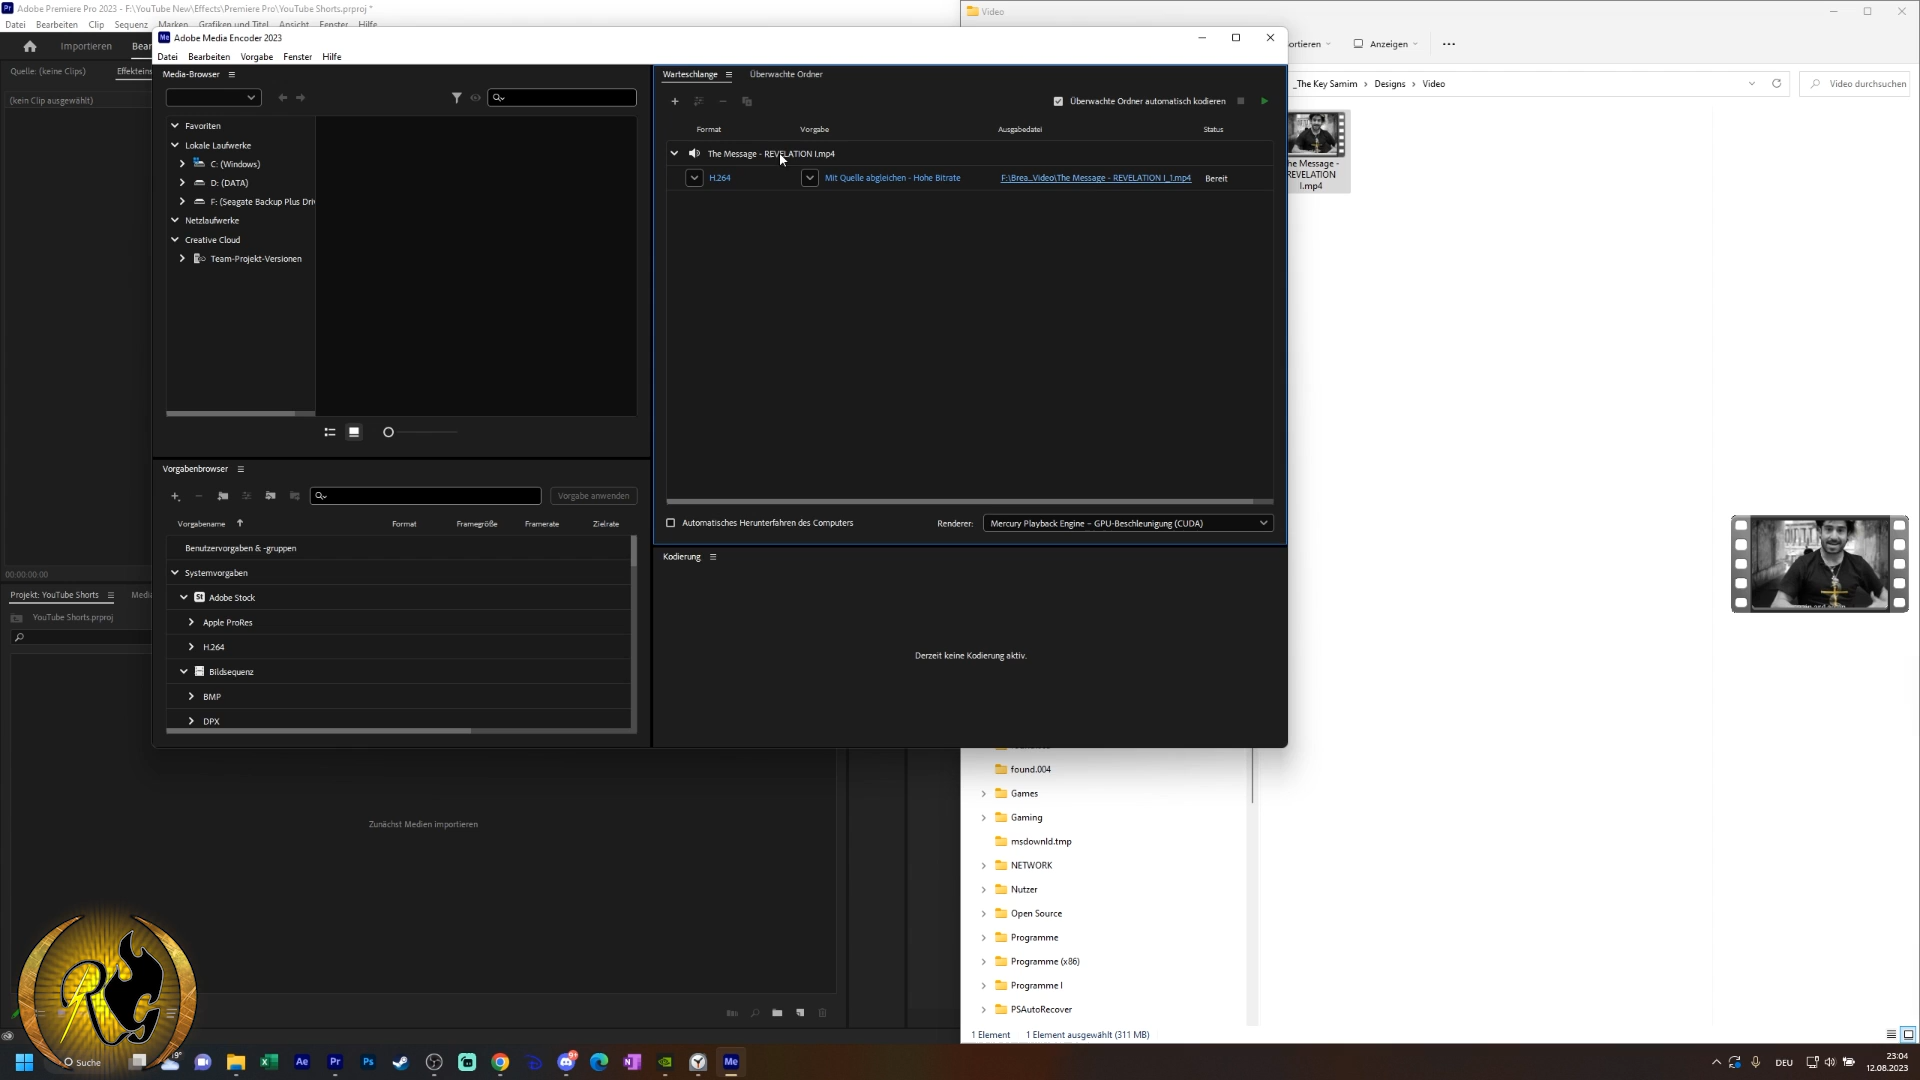 Adobe Premiere Pro 2023 - F:\YouTube New\Effects\Premiere Pro\YouTube Shorts.prproj *
Datei Bearbeiten Clip Sequenz Marken Grafiken und Titel Ansicht Fenster Hilfe
Importieren
Quelle: (keine Clips)
(kein Clip ausgewählt)
00:00:00:00
Projekt: YouTube Shorts
YouTube Shorts.prproj
Zunächst Medien importieren
Adobe Media Encoder 2023
Datei Bearbeiten Vorgabe Fenster Hilfe
Media-Browser
Favoriten
Lokale Laufwerke
C: (Windows)
D: (DATA)
F: (Seagate Backup Plus Dri
Netzlaufwerke
Creative Cloud
Team-Projekt-Versionen
Vorgabenbrowser
Vorgabe anwenden
Vorgabename Format Framegröße Framerate Zielrate
Benutzervorgaben & -gruppen
Systemvorgaben
St Adobe Stock
Apple ProRes
H.264
Bildsequenz
BMP
DPX
Warteschlange Überwachte Ordner
Überwachte Ordner automatisch kodieren
Format Vorgabe Ausgabedatei Status
The Message - REVELATION I.mp4
H.264 Mit Quelle abgleichen - Hohe Bitrate F:\Brea...Video\The Message - REVELATION I_1.mp4 Bereit
Automatisches Herunterfahren des Computers Renderer: Mercury Playback Engine – GPU-Beschleunigung (CUDA)
Kodierung
Derzeit keine Kodierung aktiv.
Video
Anzeigen
_The Key Samim > Designs > Video
Video durchsuchen
REVELATION
I.mp4
found.004
Games
Gaming
msdownld.tmp
NETWORK
Nutzer
Open Source
Programme
Programme (x86)
Programme I
PSAutoRecover
1 Element 1 Element ausgewählt (311 MB)
Suche
19°
Ae Pr Ps Me
DEU
23:04
12.08.2023